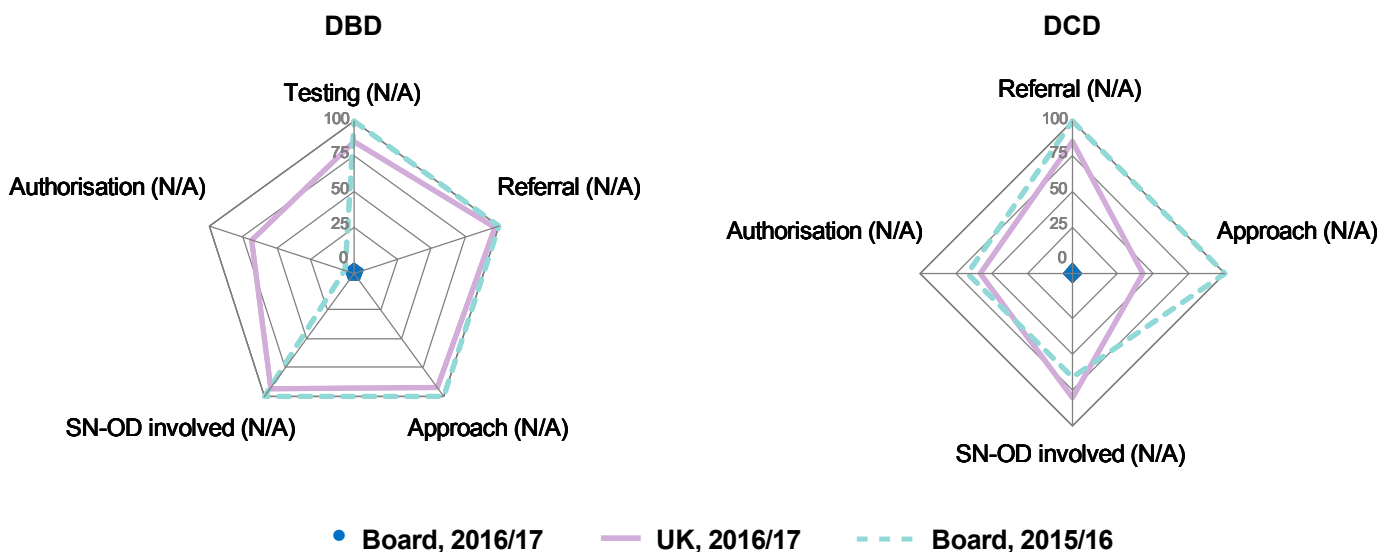 DBD
Testing (N/A)
100
75
50
25
0
Authorisation (N/A)
Referral (N/A)
SN-OD involved (N/A)
Approach (N/A)
DCD
Referral (N/A)
100
75
50
25
0
Authorisation (N/A)
Approach (N/A)
SN-OD involved (N/A)
Board, 2016/17
UK, 2016/17
Board, 2015/16